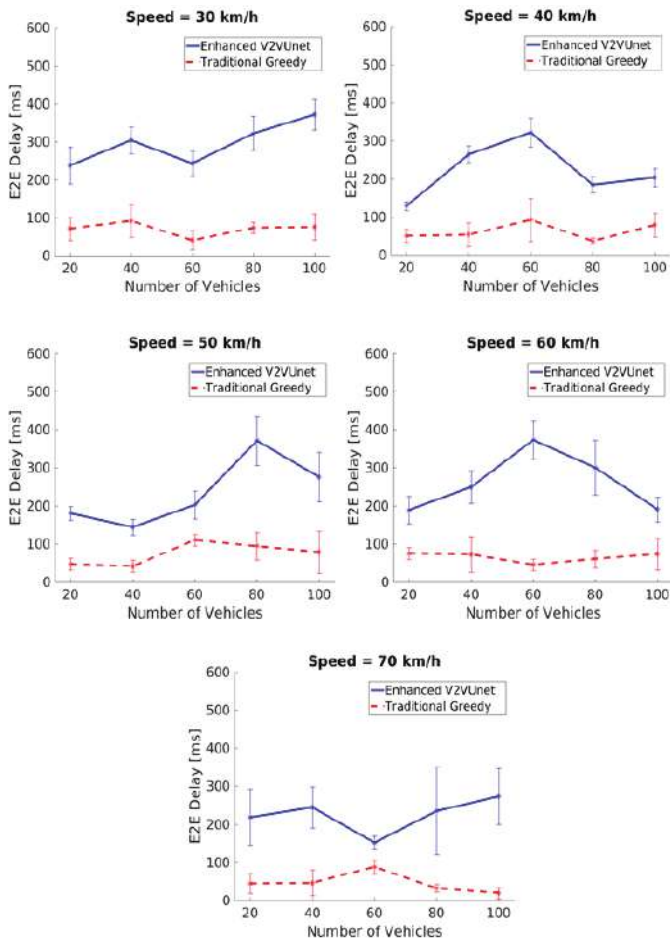 Speed = 30 km/h
600
500
400
300
200
100
0
E2E Delay [ms]
Enhanced V2VUnet
Traditional Greedy
20 40 60 80 100
Number of Vehicles
Speed = 40 km/h
600
500
400
300
200
100
0
E2E Delay [ms]
Enhanced V2VUnet
Traditional Greedy
20 40 60 80 100
Number of Vehicles
Speed = 50 km/h
600
500
400
300
200
100
0
E2E Delay [ms]
Enhanced V2VUnet
Traditional Greedy
20 40 60 80 100
Number of Vehicles
Speed = 60 km/h
600
500
400
300
200
100
0
E2E Delay [ms]
Enhanced V2VUnet
Traditional Greedy
20 40 60 80 100
Number of Vehicles
Speed = 70 km/h
600
500
400
300
200
100
0
E2E Delay [ms]
Enhanced V2VUnet
Traditional Greedy
20 40 60 80 100
Number of Vehicles